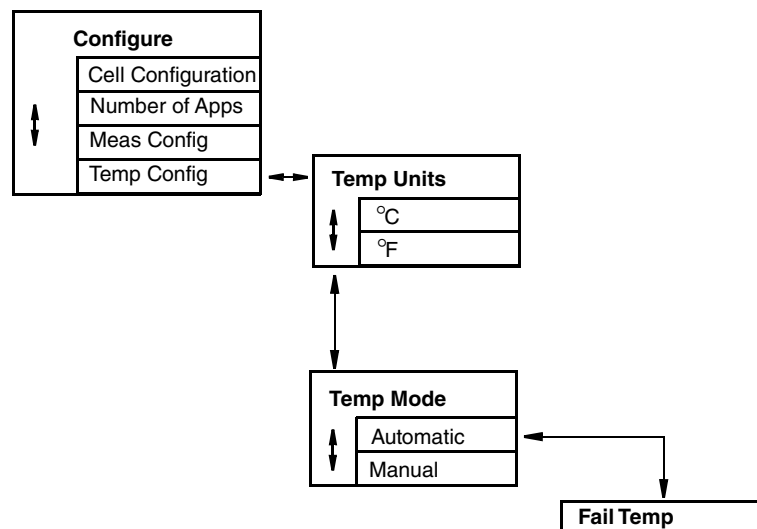 Configure
Cell Configuration
Number of Apps
Meas Config
Temp Config
Temp Units
°C
°F
Temp Mode
Automatic
Manual
Fail Temp